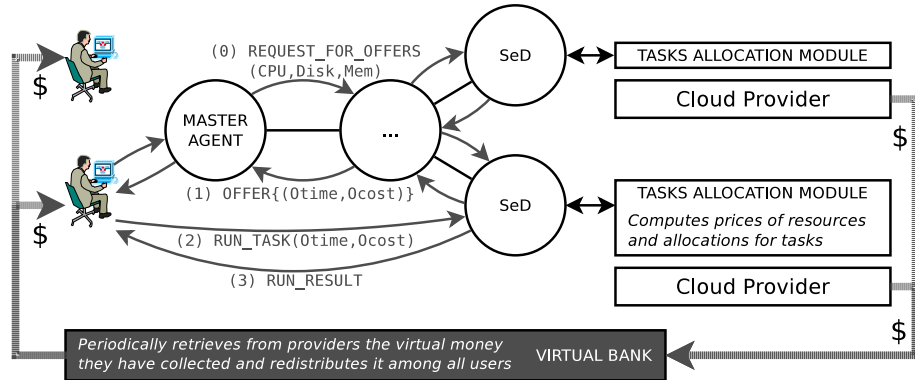 (0) REQUEST_FOR_OFFERS
(CPU,Disk,Mem)
SeD
TASKS ALLOCATION MODULE
Cloud Provider
$
$
MASTER
AGENT
...
(1) OFFER{(Otime,Ocost)}
SeD
TASKS ALLOCATION MODULE
Computes prices of resources
and allocations for tasks
$
(2) RUN_TASK(Otime,Ocost)
(3) RUN_RESULT
Cloud Provider
$
Periodically retrieves from providers the virtual money
they have collected and redistributes it among all users
VIRTUAL BANK